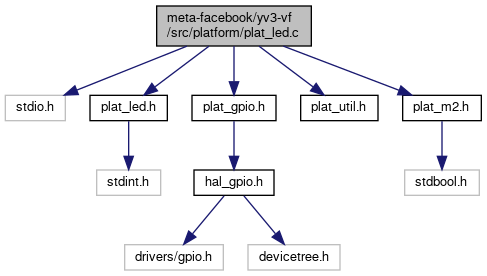 meta-facebook/yv3-vf
/src/platform/plat_led.c
stdio.h
plat_led.h
plat_gpio.h
plat_util.h
plat_m2.h
stdint.h
hal_gpio.h
stdbool.h
drivers/gpio.h
devicetree.h